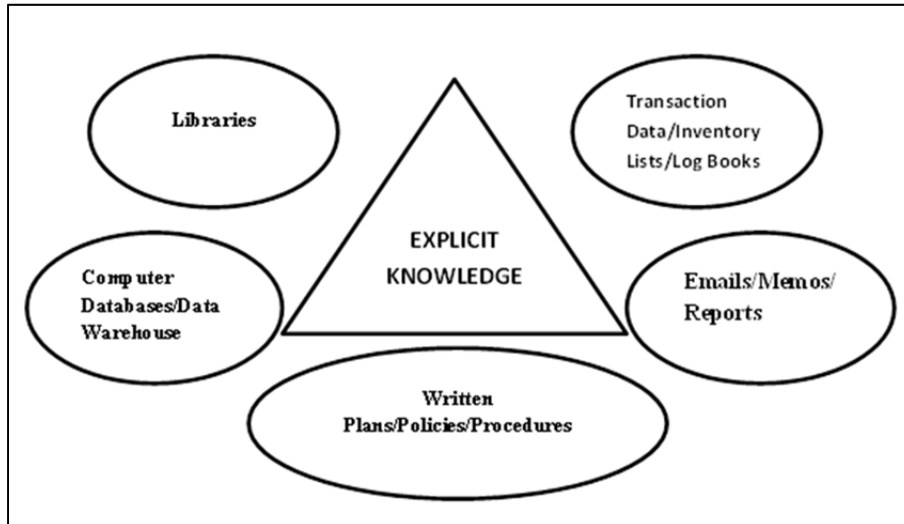 Libraries
Transaction
Data/Inventory
Lists/Log Books
EXPLICIT
KNOWLEDGE
Computer
Databases/Data
Warehouse
Emails/Memos/
Reports
Written
Plans/Policies/Procedures